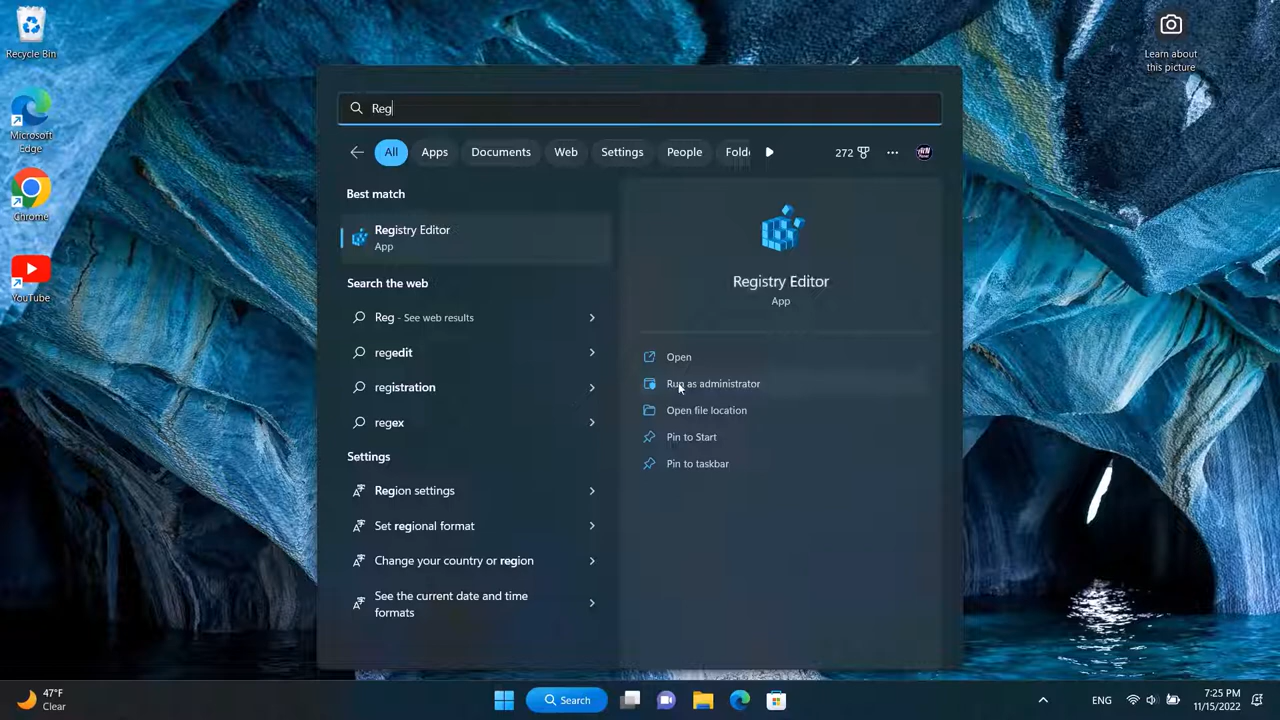 Recycle Bin
Microsoft
Edge
Chrome
YouTube
Learn about
this picture
Reg
All Apps Documents Web Settings People Folde 272
Best match
Registry Editor
App
Search the web
Reg - See web results
regedit
registration
regex
Settings
Region settings
Set regional format
Change your country or region
See the current date and time
formats
Registry Editor
App
Open
Run as administrator
Open file location
Pin to Start
Pin to taskbar
47°F
Clear
Search
ENG
7:25 PM
11/15/2022